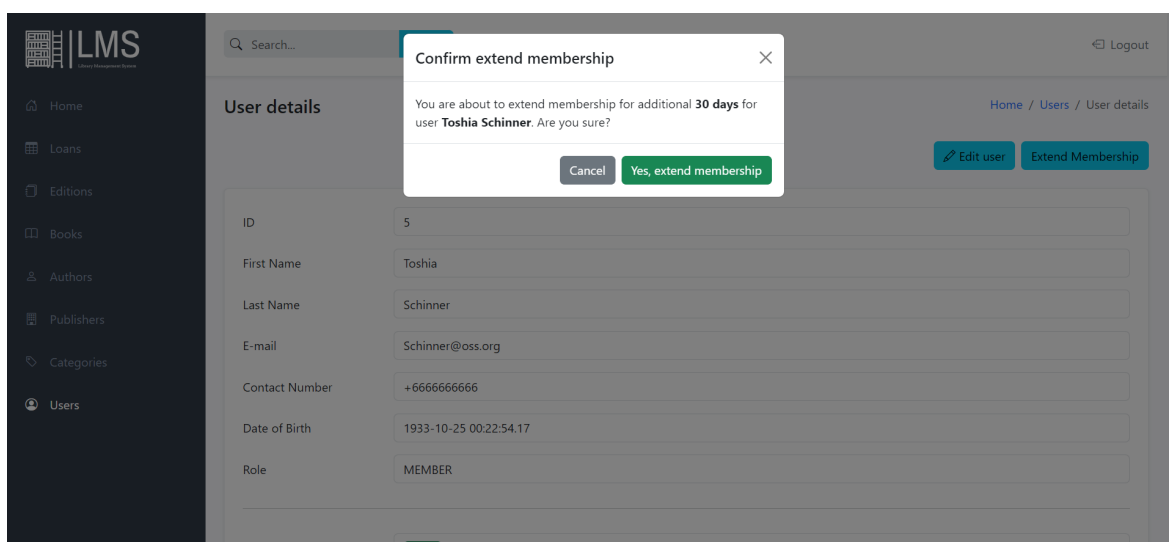 LMS
Library Management System
Search...
Logout
Home
Loans
Editions
Books
Authors
Publishers
Categories
Users
User details
Home / Users / User details
Edit user
Extend Membership
Confirm extend membership
You are about to extend membership for additional 30 days for
user Toshia Schinner. Are you sure?
Cancel
Yes, extend membership
ID
5
First Name
Toshia
Last Name
Schinner
E-mail
Schinner@oss.org
Contact Number
+6666666666
Date of Birth
1933-10-25 00:22:54.17
Role
MEMBER